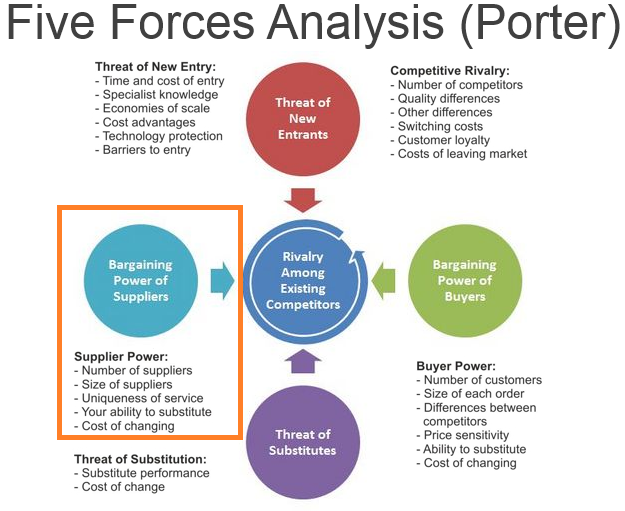 Five Forces Analysis (Porter)
Threat of New Entry:
- Time and cost of entry
- Specialist knowledge
- Economies of scale
- Cost advantages
- Technology protection
- Barriers to entry
Threat of
New
Entrants
Competitive Rivalry:
- Number of competitors
- Quality differences
- Other differences
- Switching costs
- Customer loyalty
- Costs of leaving market
Bargaining
Power of
Suppliers
Rivalry
Among
Existing
Competitors
Bargaining
Power of
Buyers
Supplier Power:
- Number of suppliers
- Size of suppliers
- Uniqueness of service
- Your ability to substitute
- Cost of changing
Buyer Power:
- Number of customers
- Size of each order
- Differences between
competitors
- Price sensitivity
- Ability to substitute
- Cost of changing
Threat of Substitution:
- Substitute performance
- Cost of change
Threat of
Substitutes